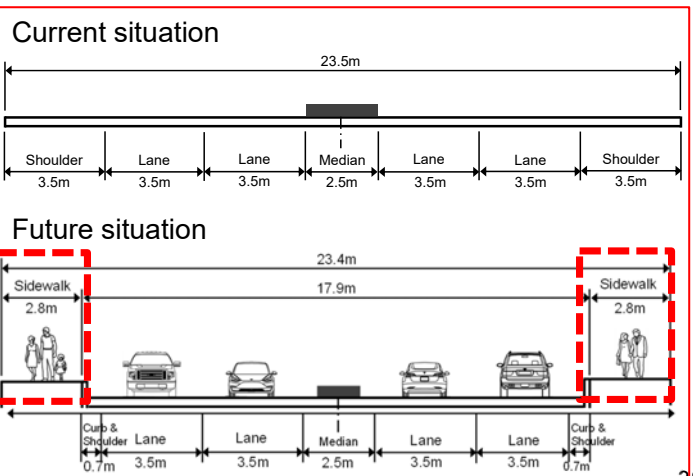 Current situation
23.5m
Shoulder Lane Lane Median Lane Lane Shoulder
3.5m 3.5m 3.5m 2.5m 3.5m 3.5m 3.5m
Future situation
23.4m
Sidewalk 17.9m Sidewalk
2.8m 2.8m
Curb & Curb &
Shoulder Lane Lane Median Lane Lane Shoulder
0.7m 3.5m 3.5m 2.5m 3.5m 3.5m 0.7m